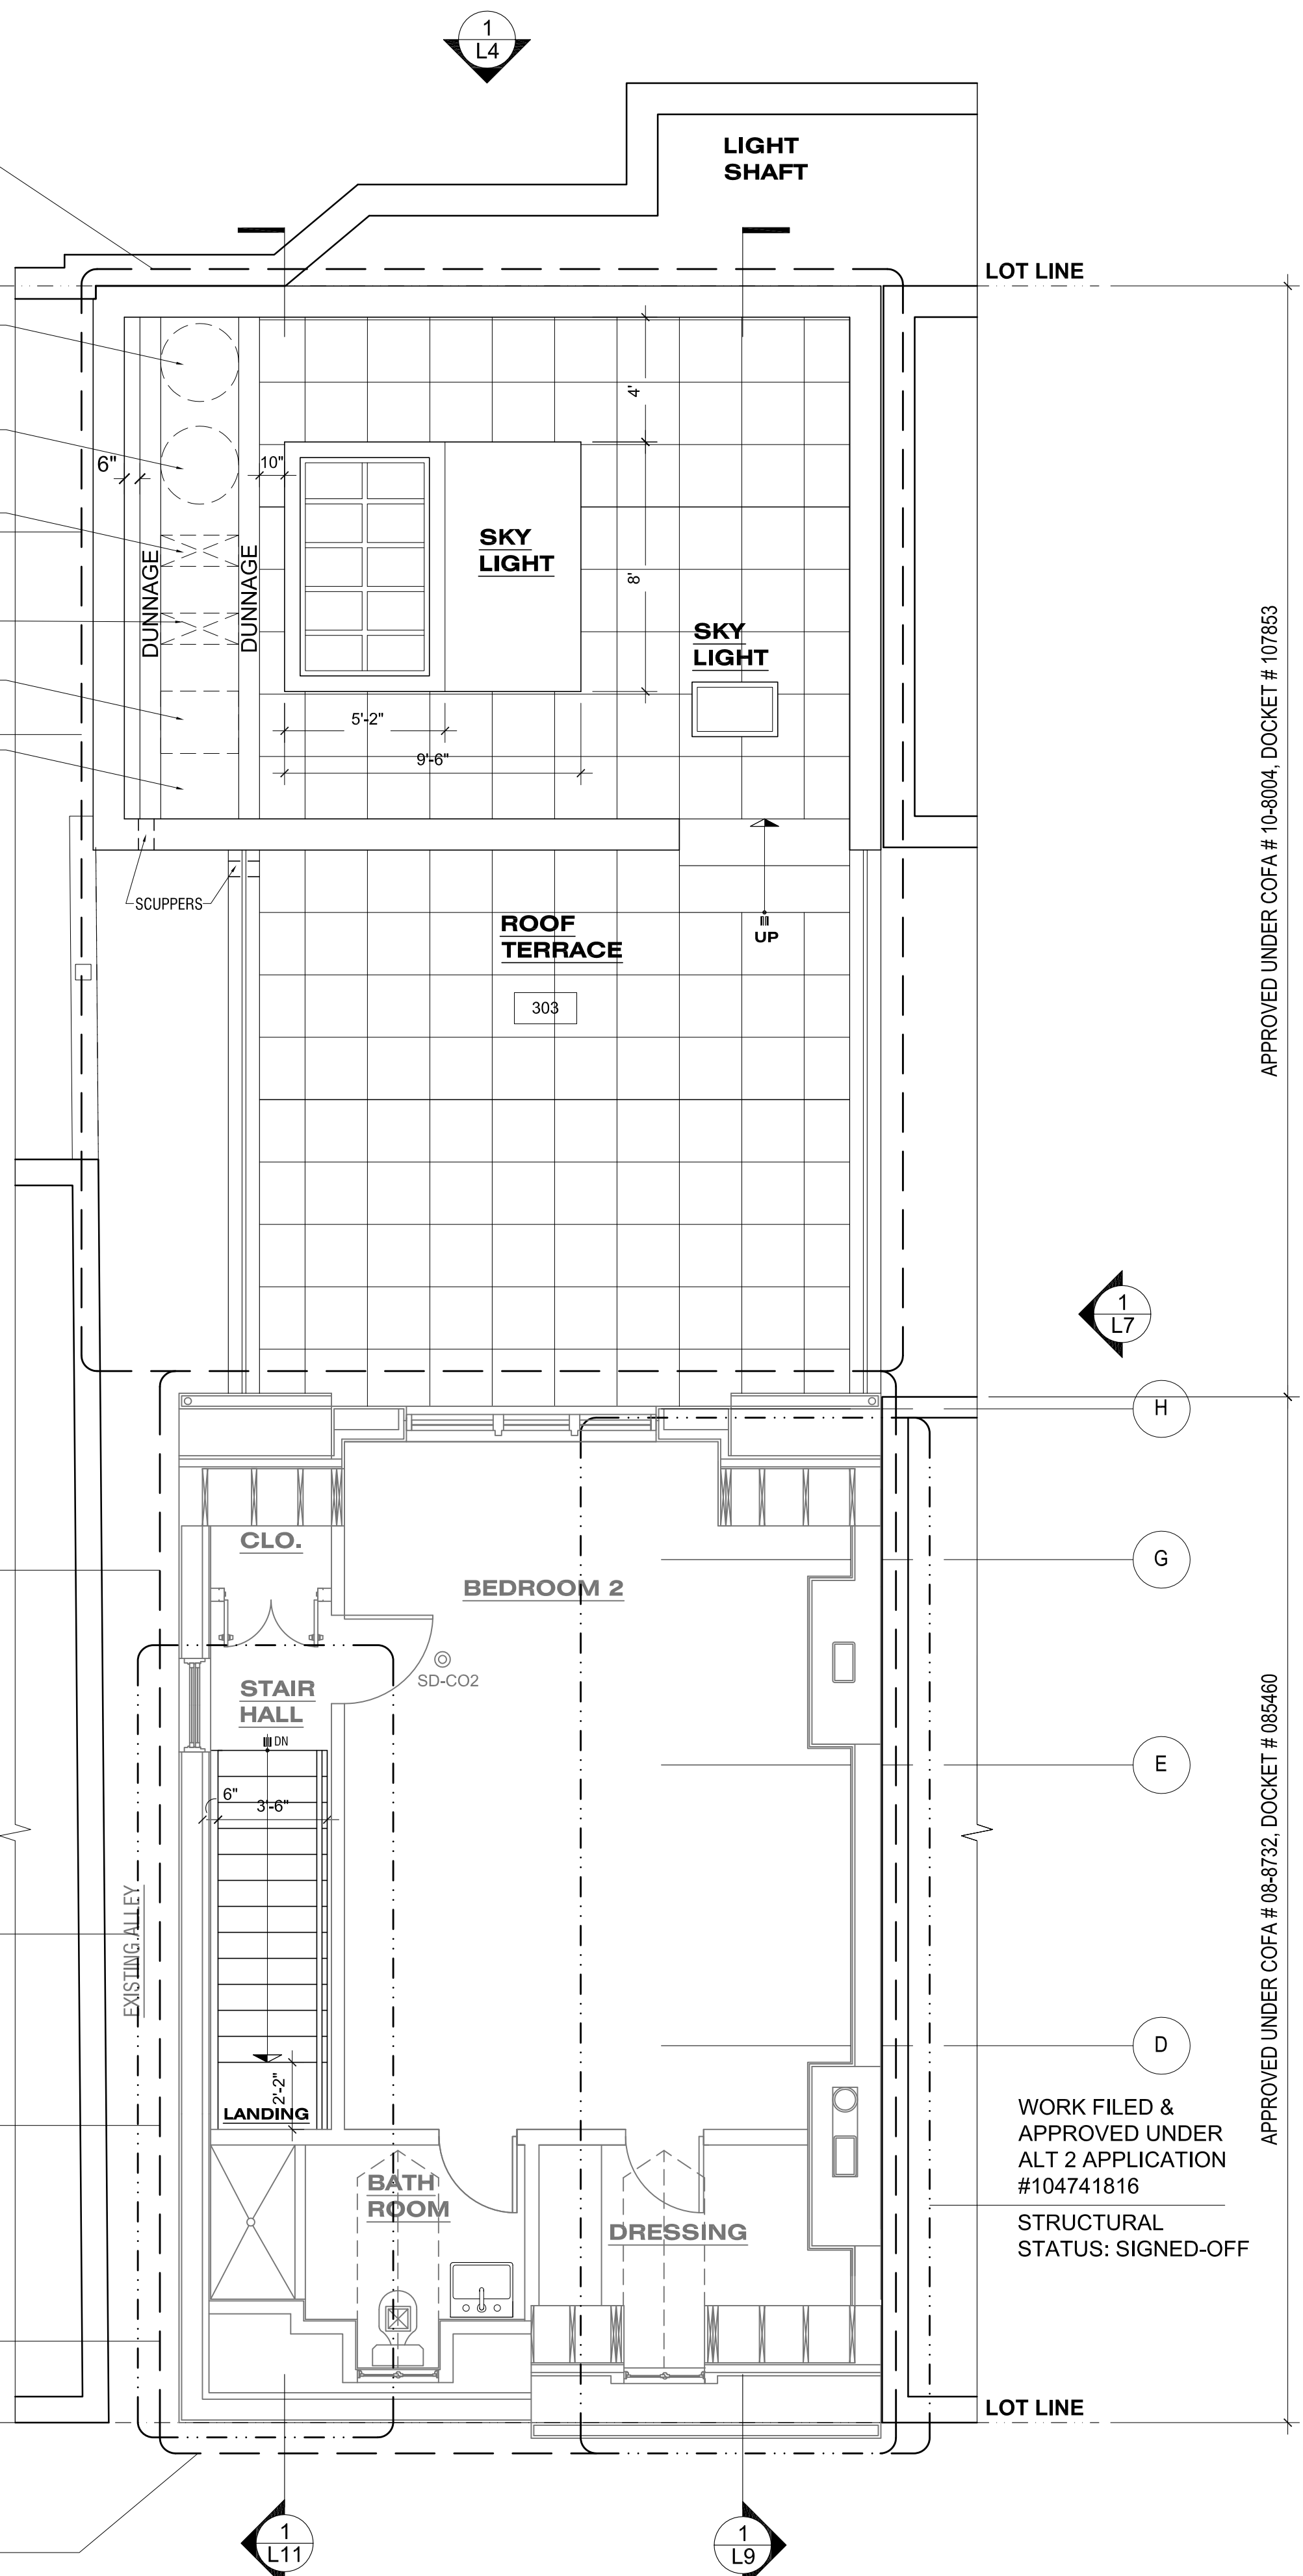 1
L4
LIGHT
SHAFT
LOT LINE
4'
6"
10"
SKY
LIGHT
8'
DUNNAGE
DUNNAGE
SKY
LIGHT
5'-2"
9'-6"
APPROVED UNDER COFA # 10-8004, DOCKET # 107853
SCUPPERS
ROOF
TERRACE
UP
303
1
L7
H
CLO.
G
BEDROOM 2
SD-CO2
STAIR
HALL
DN
E
6"
3'-6"
EXISTING ALLEY
APPROVED UNDER COFA # 08-8732, DOCKET # 085460
D
2'-2"
LANDING
WORK FILED &
APPROVED UNDER
ALT 2 APPLICATION
#104741816
STRUCTURAL
STATUS: SIGNED-OFF
BATH
ROOM
DRESSING
LOT LINE
1
L11
1
L9